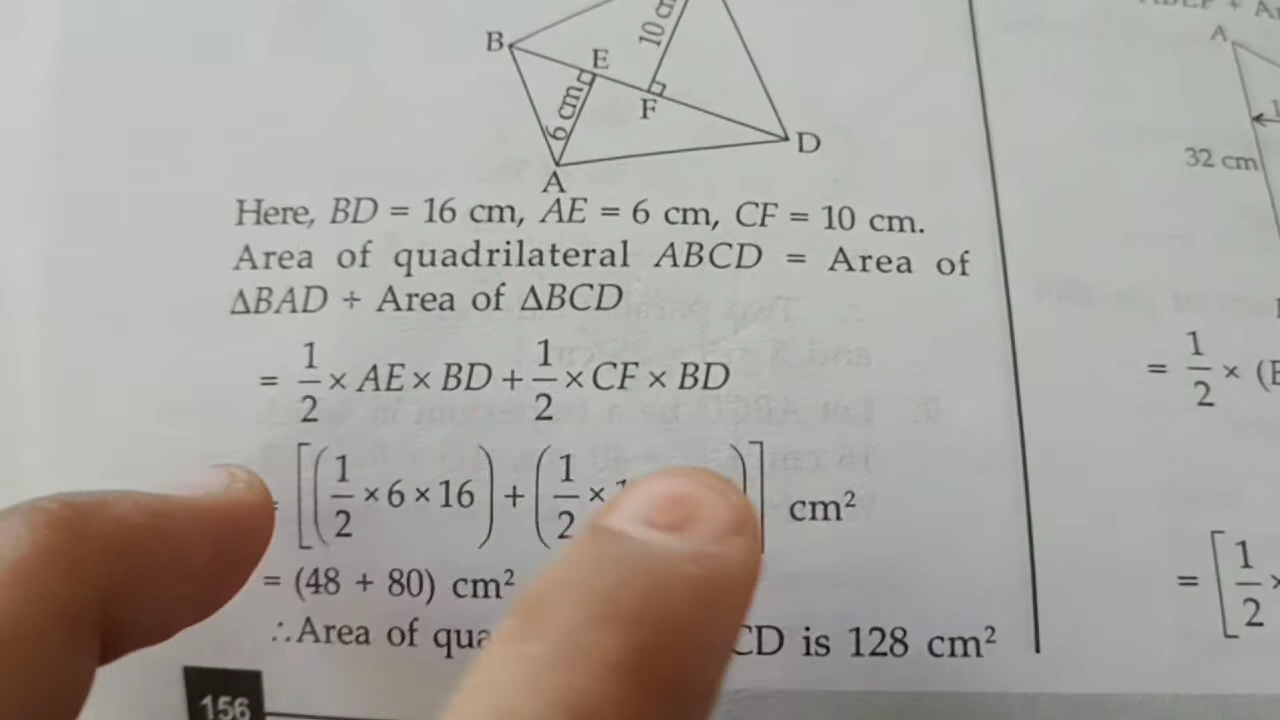 B
E
10
6 cm
F
D
A
Here, BD = 16 cm, AE = 6 cm, CF = 10 cm.
Area of quadrilateral ABCD = Area of
ΔBAD + Area of ΔBCD
= 1/2 × AE × BD + 1/2 × CF × BD
[(1/2 × 6 × 16) + (1/2 × )] cm²
= (48 + 80) cm²
∴ Area of CD is 128 cm²
156
A
32 cm
= 1/2 × (
= [1/2 ×